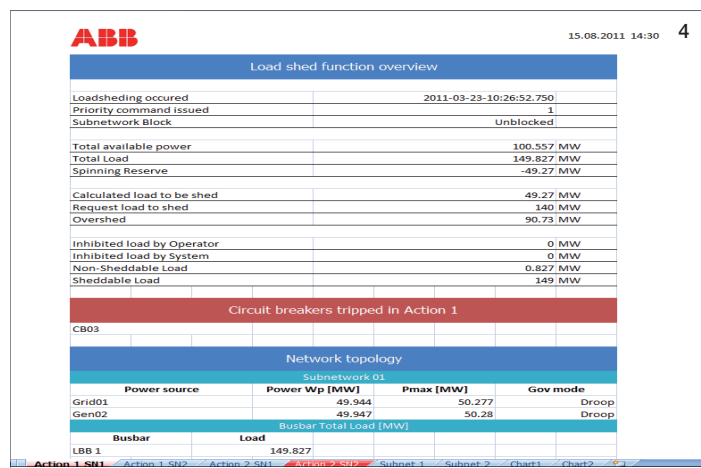 ABB
15.08.2011 14:30
4
Load shed function overview
Loadsheding occured 2011-03-23-10:26:52.750
Priority command issued 1
Subnetwork Block Unblocked
Total available power 100.557 MW
Total Load 149.827 MW
Spinning Reserve -49.27 MW
Calculated load to be shed 49.27 MW
Request load to shed 140 MW
Overshed 90.73 MW
Inhibited load by Operator 0 MW
Inhibited load by System 0 MW
Non-Sheddable Load 0.827 MW
Sheddable Load 149 MW
Circuit breakers tripped in Action 1
CB03
Network topology
Subnetwork 01
Power source Power Wp [MW] Pmax [MW] Gov mode
Grid01 49.944 50.277 Droop
Gen02 49.947 50.28 Droop
Busbar Total Load [MW]
Busbar Load
LBB 1 149.827
Action 1 SN1 Action 1 SN2 Action 2 SN1 Action 2 SN2 Subnet 1 Subnet 2 Chart1 Chart2